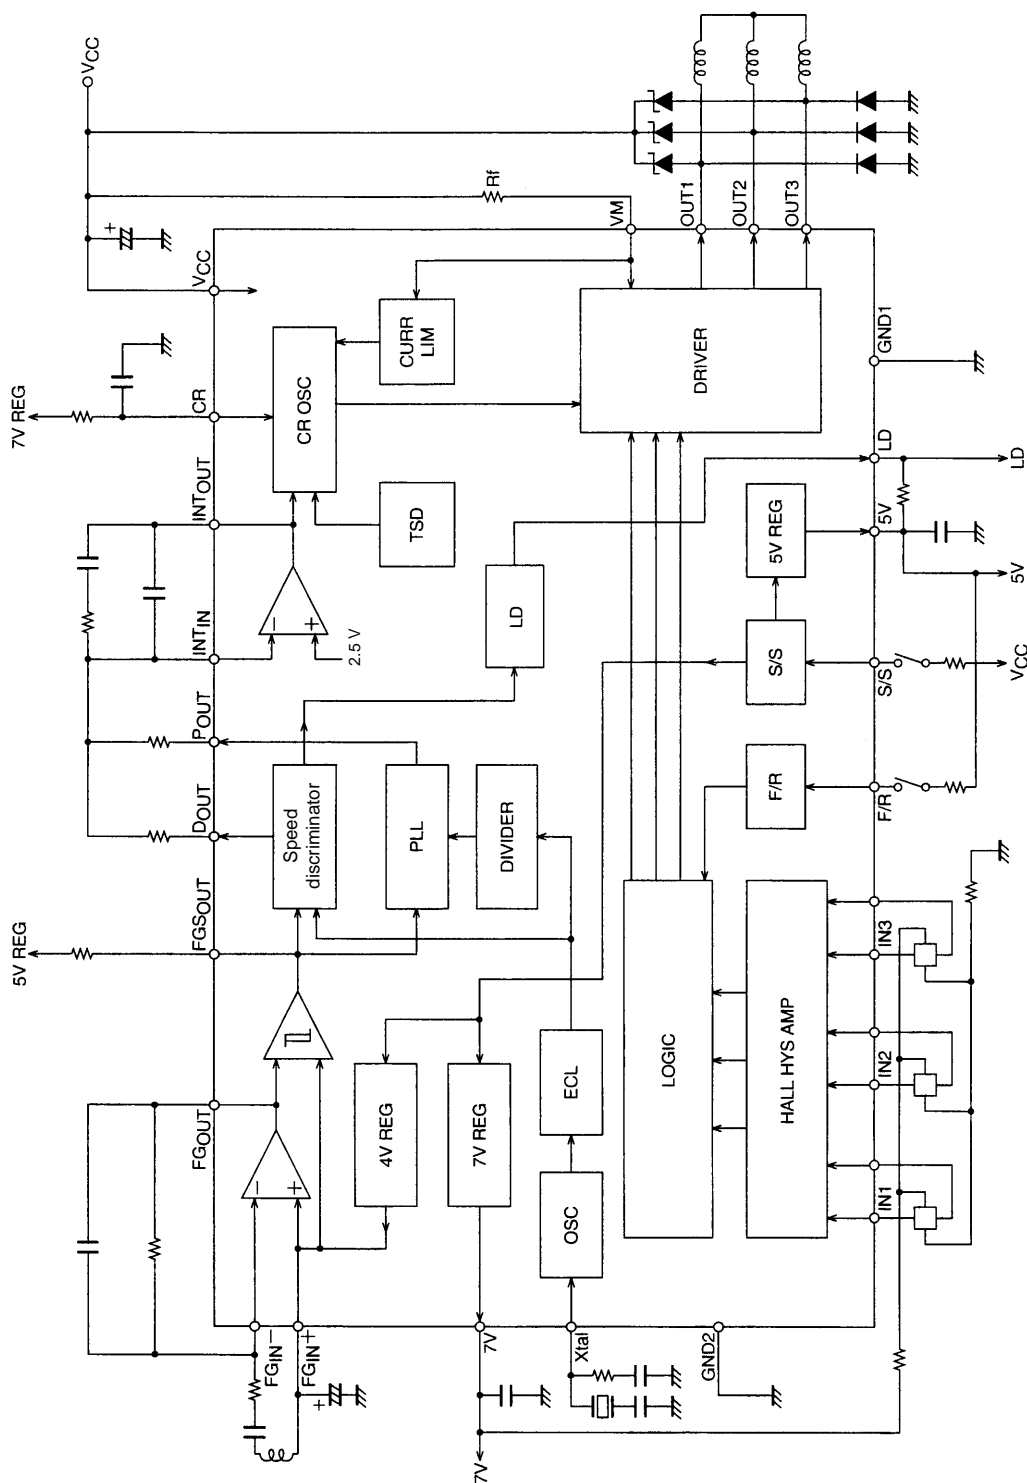 VCC
7V REG
5V REG
Rf
+
VCC
CR
INTOUT
INTIN
POUT
DOUT
FGSOUT
FGOUT
VM
OUT1
OUT2
OUT3
CURR
LIM
CR OSC
TSD
DRIVER
−
+
2.5 V
LD
Speed
discriminator
PLL
DIVIDER
5V REG
S/S
F/R
−
+
4V REG
7V REG
ECL
OSC
LOGIC
HALL HYS AMP
GND1
LD
5V
S/S
F/R
IN3
IN2
IN1
LD
5V
VCC
FGIN−
FGIN+
+
7V
Xtal
GND2
7V